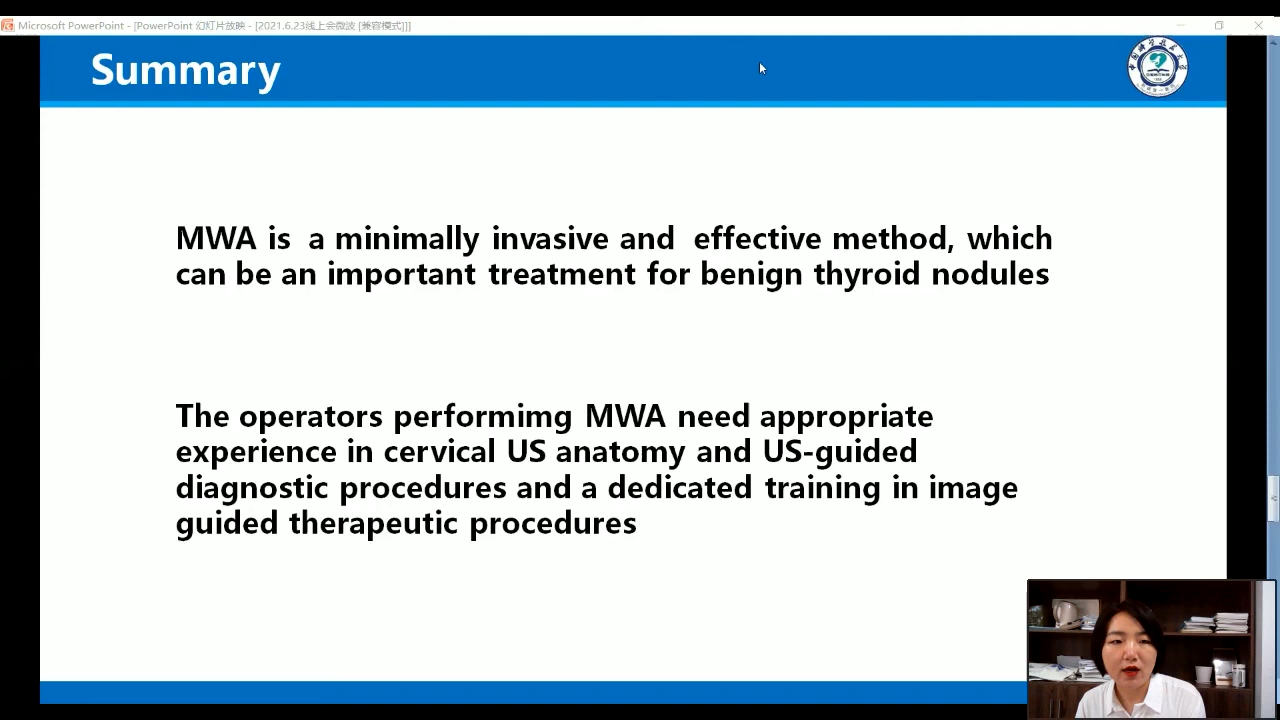 Microsoft PowerPoint - [PowerPoint 幻灯片放映 - [2021.6.23线上会微波 [兼容模式]]]
Summary
MWA is a minimally invasive and effective method, which
can be an important treatment for benign thyroid nodules
The operators performimg MWA need appropriate
experience in cervical US anatomy and US-guided
diagnostic procedures and a dedicated training in image
guided therapeutic procedures